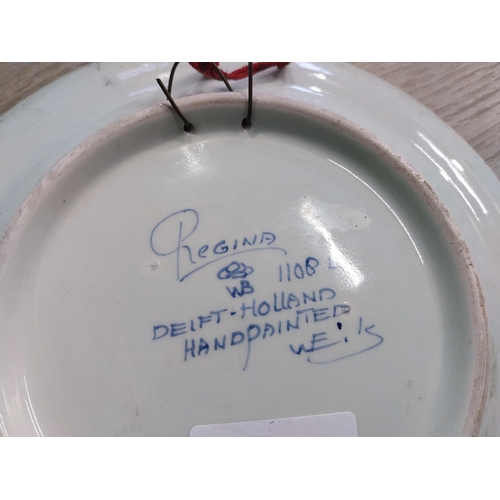 Regina
1108
WB
DELFT-HOLLAND
HANDPAINTED